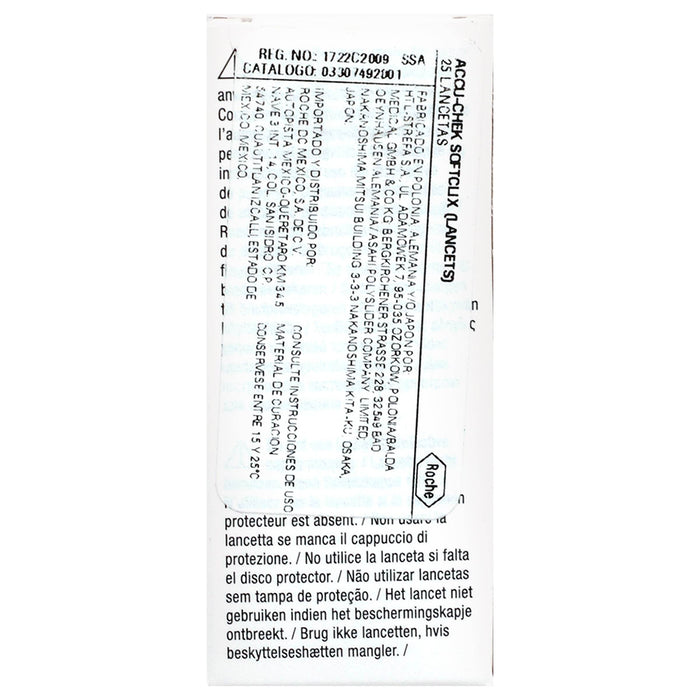 REG. NO.: 1722C2009 SSA
CATALOGO: 03307492001
ACCU-CHEK SOFTCLIX (LANCETS)
25 LANCETAS
FABRICADO EN POLONIA, ALEMANIA Y/O JAPON POR:
HTL-STREFA S.A., UL. ADAMOWEK 7, 95-035 OZORKOW, POLONIA/BALDA
MEDICAL GMBH & CO KG BERGKIRCHENER STRASSE 228, 32549 BAD
OEYNHAUSEN ALEMANIA/ ASAHI POLYSLIDER COMPANY LIMITED,
NAKANOSHIMA MITSUI BUILDING 3-3-3 NAKANOSHIMA KITA-KU OSAKA,
JAPON.
IMPORTADO Y DISTRIBUIDO POR:
ROCHE DC MEXICO, S.A. DE C.V.
AUTOPISTA MEXICO-QUERETARO KM 34.5
NAVE 3 INT. 14, COL. SAN ISIDRO C.P.
54740, CUAUTITLAN IZCALLI, ESTADO DE
MEXICO, MEXICO.
CONSULTE INSTRUCCIONES DE USO
MATERIAL DE CURACION
CONSERVESE ENTRE 15 Y 25°C
Roche
protecteur est absent. / Non usare la
lancetta se manca il cappuccio di
protezione. / No utilice la lanceta si falta
el disco protector. / Não utilizar lancetas
sem tampa de proteção. / Het lancet niet
gebruiken indien het beschermingskapje
ontbreekt. / Brug ikke lancetten, hvis
beskyttelseshætten mangler. /